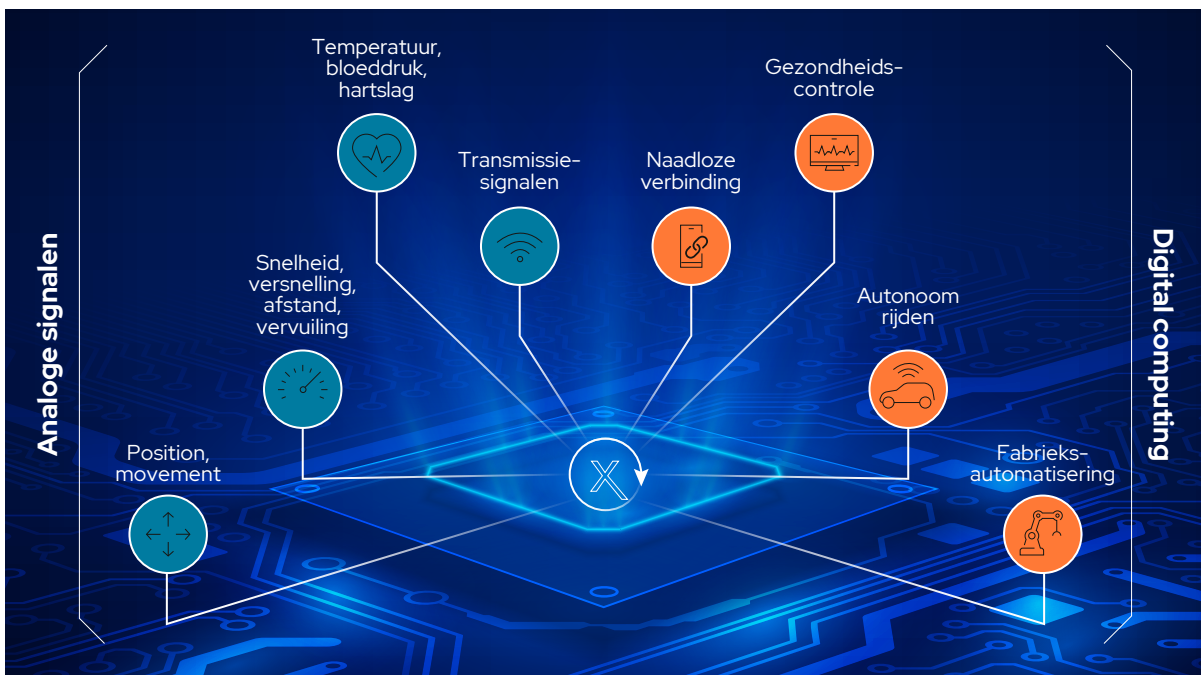 Analoge signalen
Temperatuur,
bloeddruk,
hartslag
Transmissie-
signalen
Snelheid,
versnelling,
afstand,
vervuiling
Position,
movement
X
Naadloze
verbinding
Gezondheids-
controle
Autonoom
rijden
Fabrieks-
automatisering
Digital computing